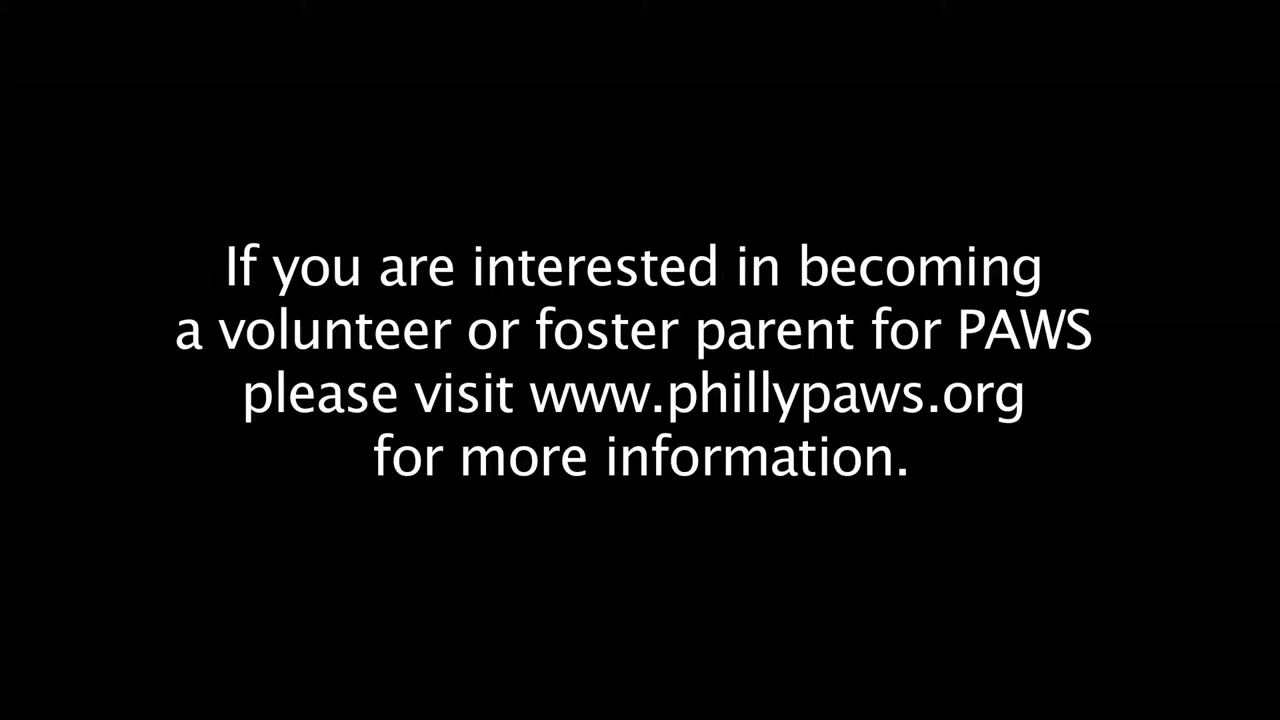 If you are interested in becoming
a volunteer or foster parent for PAWS
please visit www.phillypaws.org
for more information.